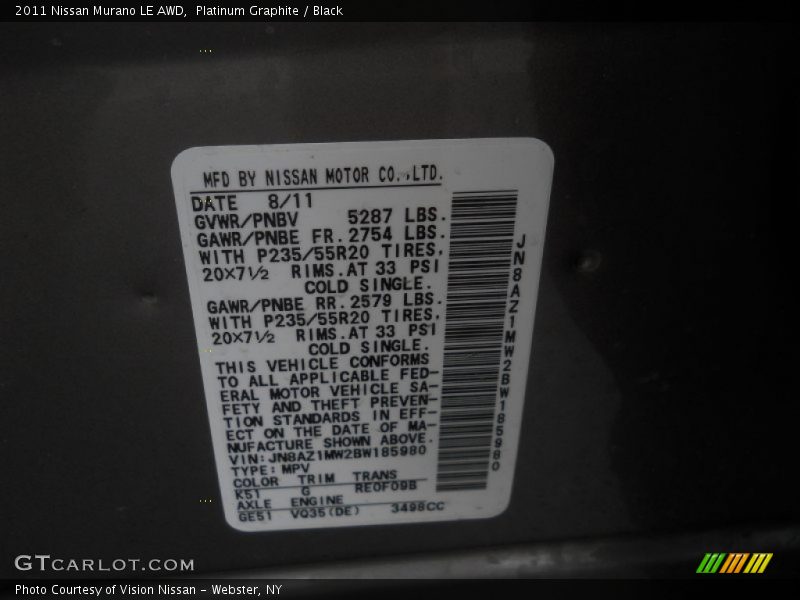 2011 Nissan Murano LE AWD,  Platinum Graphite / Black
MFD BY NISSAN MOTOR CO.,LTD.
DATE 8/11
GVWR/PNBV 5287 LBS.
GAWR/PNBE FR. 2754 LBS.
WITH P235/55R20 TIRES,
20×7½ RIMS.AT 33 PSI
COLD SINGLE.
GAWR/PNBE RR. 2579 LBS.
WITH P235/55R20 TIRES,
20×7½ RIMS.AT 33 PSI
COLD SINGLE.
THIS VEHICLE CONFORMS
TO ALL APPLICABLE FED-
ERAL MOTOR VEHICLE SA-
FETY AND THEFT PREVEN-
TION STANDARDS IN EFF-
ECT ON THE DATE OF MA-
NUFACTURE SHOWN ABOVE.
VIN:JN8AZ1MW2BW185980
TYPE:MPV
COLOR TRIM TRANS
K51 G RE0F09B
AXLE ENGINE
GE51 VQ35(DE) 3498CC
JN8AZ1MW2BW185980
GTCARLOT.COM
Photo Courtesy of Vision Nissan - Webster, NY